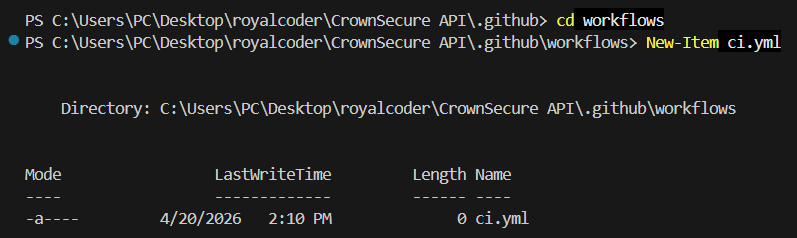 PS C:\Users\PC\Desktop\royalcoder\CrownSecure API\.github> cd workflows
PS C:\Users\PC\Desktop\royalcoder\CrownSecure API\.github\workflows> New-Item ci.yml
Directory: C:\Users\PC\Desktop\royalcoder\CrownSecure API\.github\workflows
Mode LastWriteTime Length Name
---- ------------- ------ ----
-a---- 4/20/2026 2:10 PM 0 ci.yml